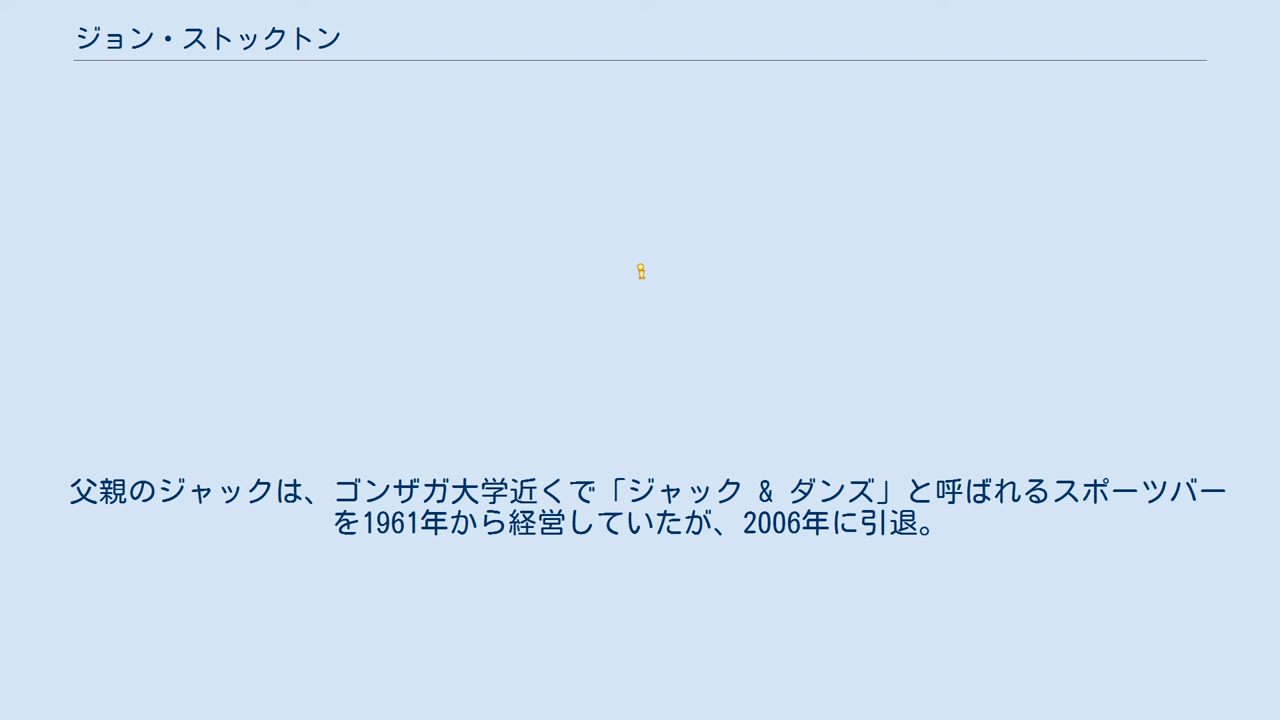 ジョン・ストックトン
父親のジャックは、ゴンザガ大学近くで「ジャック & ダンズ」と呼ばれるスポーツバー
を1961年から経営していたが、2006年に引退。